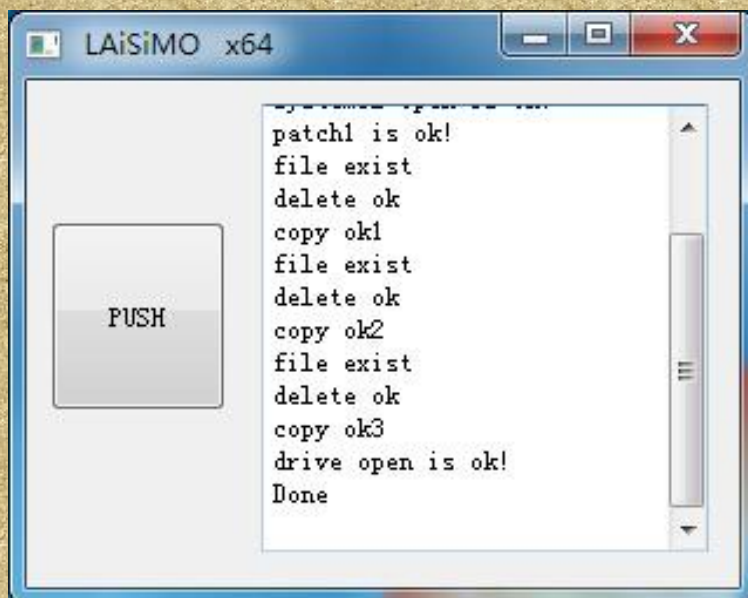 LAiSiMO x64
PUSH
patch1 is ok!
file exist
delete ok
copy ok1
file exist
delete ok
copy ok2
file exist
delete ok
copy ok3
drive open is ok!
Done